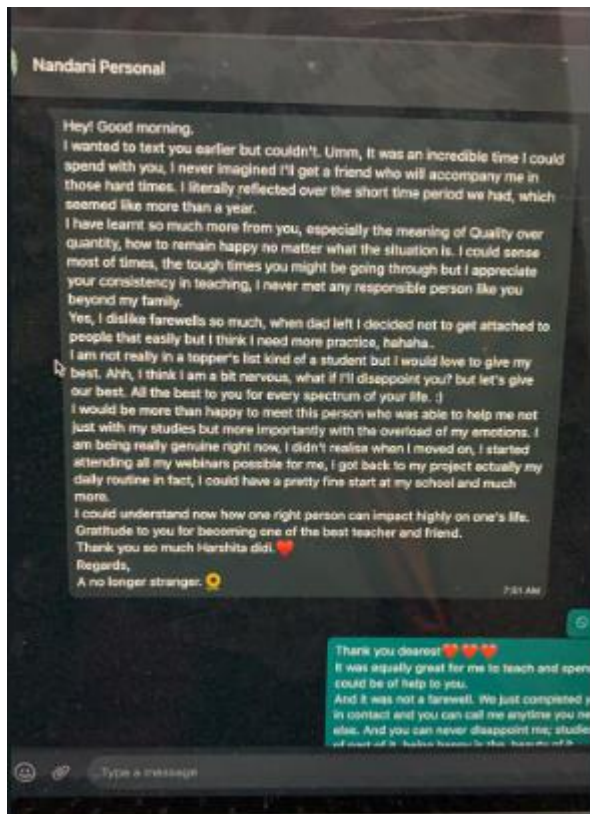 Nandani Personal
Hey! Good morning.
I wanted to text you earlier but couldn't. Umm, It was an incredible time I could
spend with you, I never imagined I'll get a friend who will accompany me in
those hard times. I literally reflected over the short time period we had, which
seemed like more than a year.
I have learnt so much more from you, especially the meaning of Quality over
quantity, how to remain happy no matter what the situation is. I could sense
most of times, the tough times you might be going through but I appreciate
your consistency in teaching, I never met any responsible person like you
beyond my family.
Yes, I dislike farewells so much, when dad left I decided not to get attached to
people that easily but I think I need more practice, hahaha..
I am not really in a topper's list kind of a student but I would love to give my
best. Ahh, I think I am a bit nervous, what if I'll disappoint you? but let's give
our best. All the best to you for every spectrum of your life. :)
I would be more than happy to meet this person who was able to help me not
just with my studies but more importantly with the overload of my emotions. I
am being really genuine right now, I didn't realise when I moved on, I started
attending all my webinars possible for me, I got back to my project actually my
daily routine in fact, I could have a pretty fine start at my school and much
more.
I could understand now how one right person can impact highly on one's life.
Gratitude to you for becoming one of the best teacher and friend.
Thank you so much Harshita didi.❤️
Regards,
A no longer stranger. 🌻
7:51 AM
Thank you dearest❤️❤️❤️
It was equally great for me to teach and spen
could be of help to you.
And it was not a farewell. We just completed y
in contact and you can call me anytime you ne
else. And you can never disappoint me; studie
of part of it, being happy is the beauty of it
Type a message